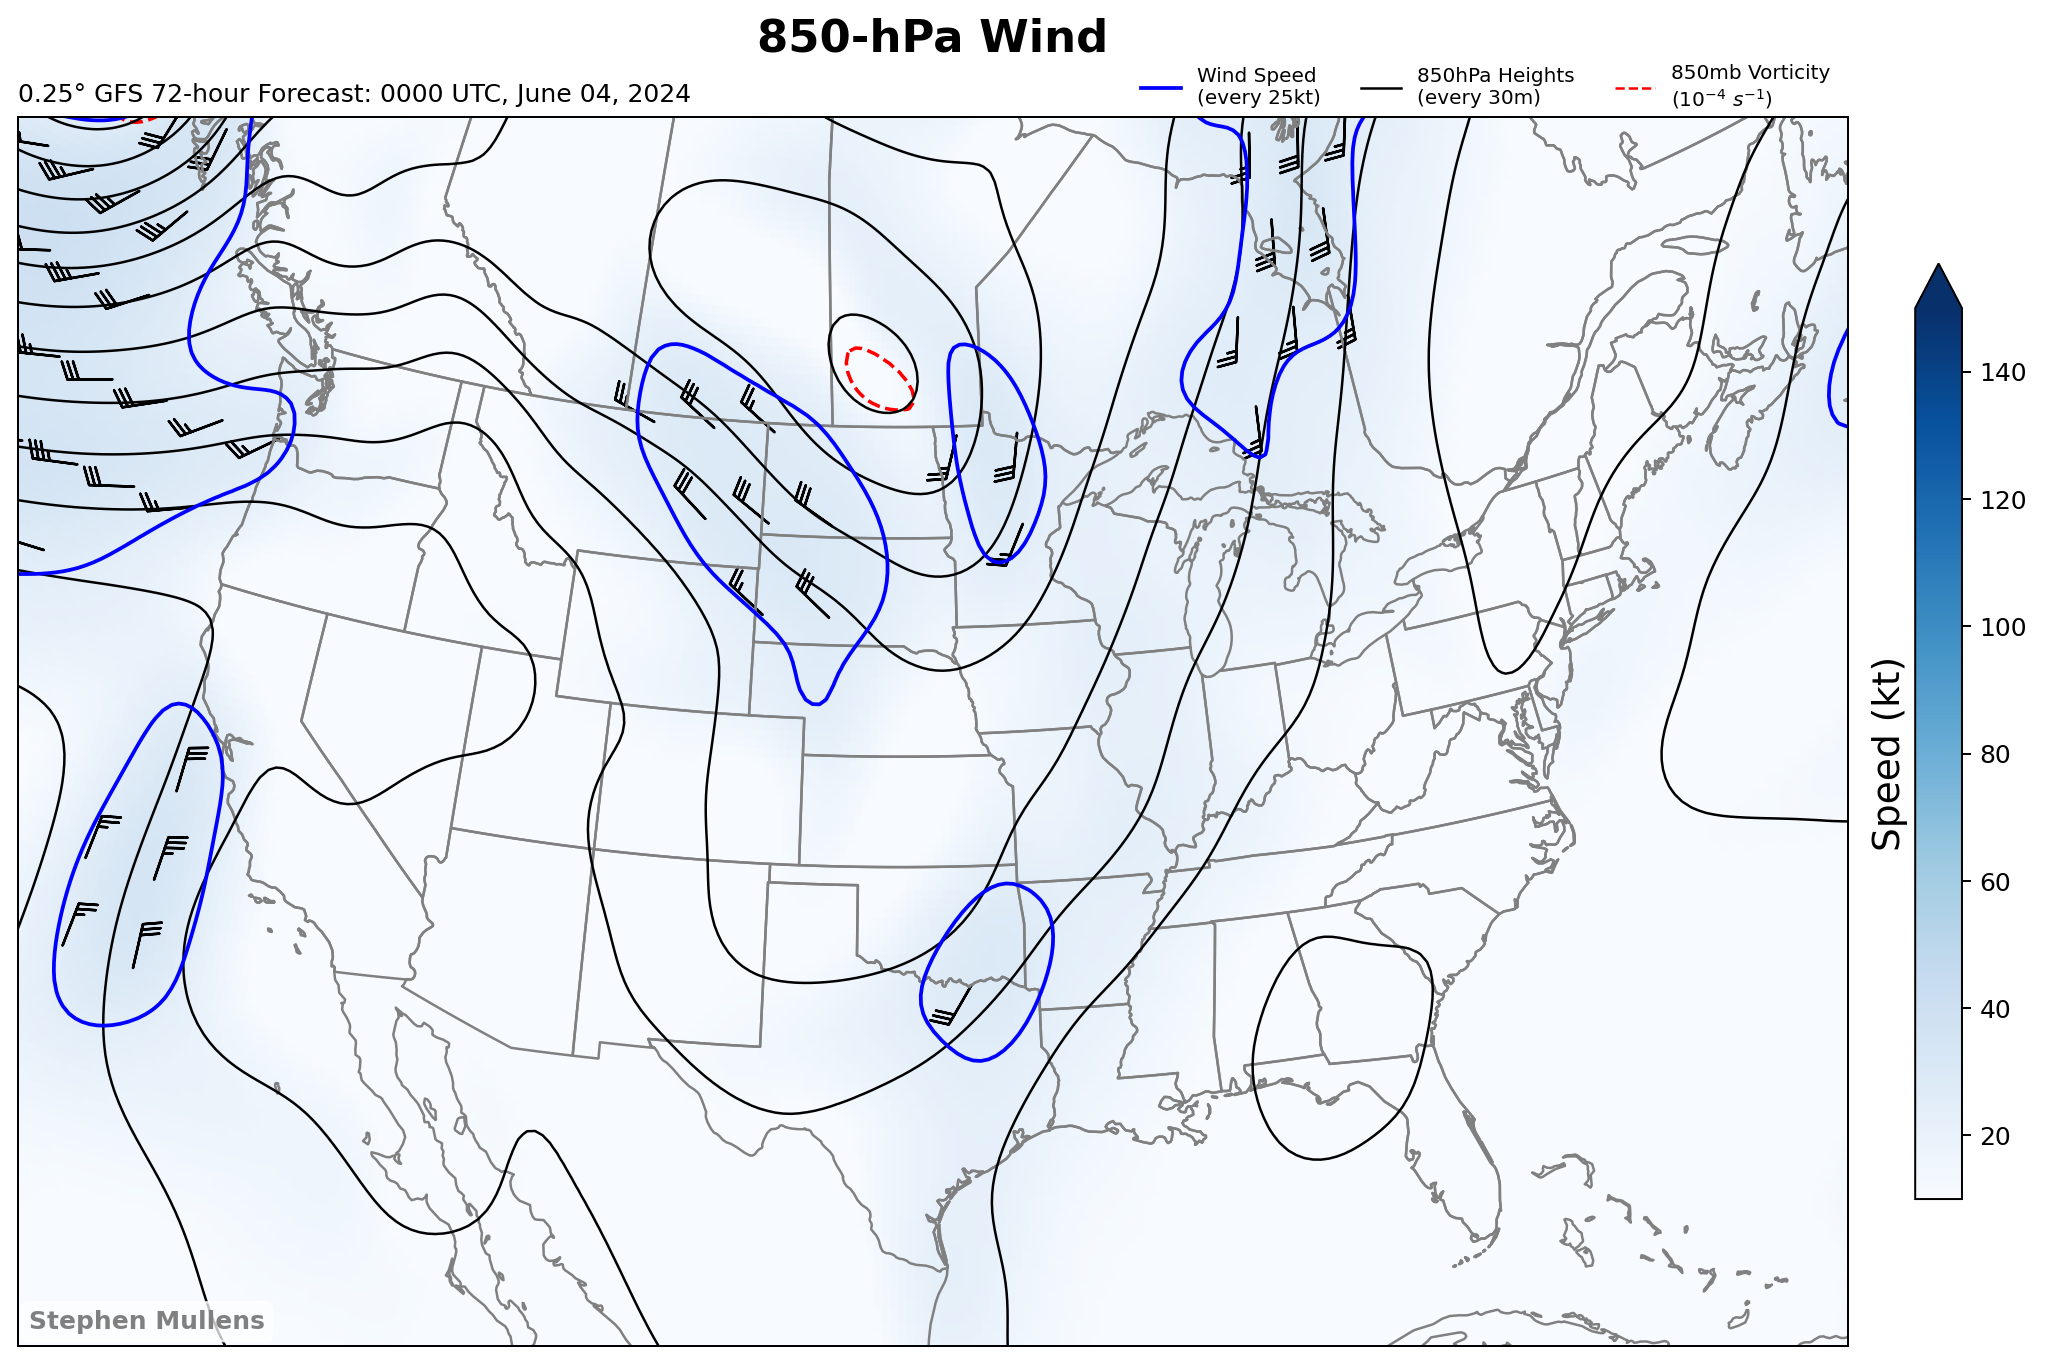 850-hPa Wind
0.25° GFS 72-hour Forecast: 0000 UTC, June 04, 2024
Wind Speed
(every 25kt)
850hPa Heights
(every 30m)
850mb Vorticity
(10⁻⁴ s⁻¹)
140
120
100
80
60
40
20
Speed (kt)
Stephen Mullens